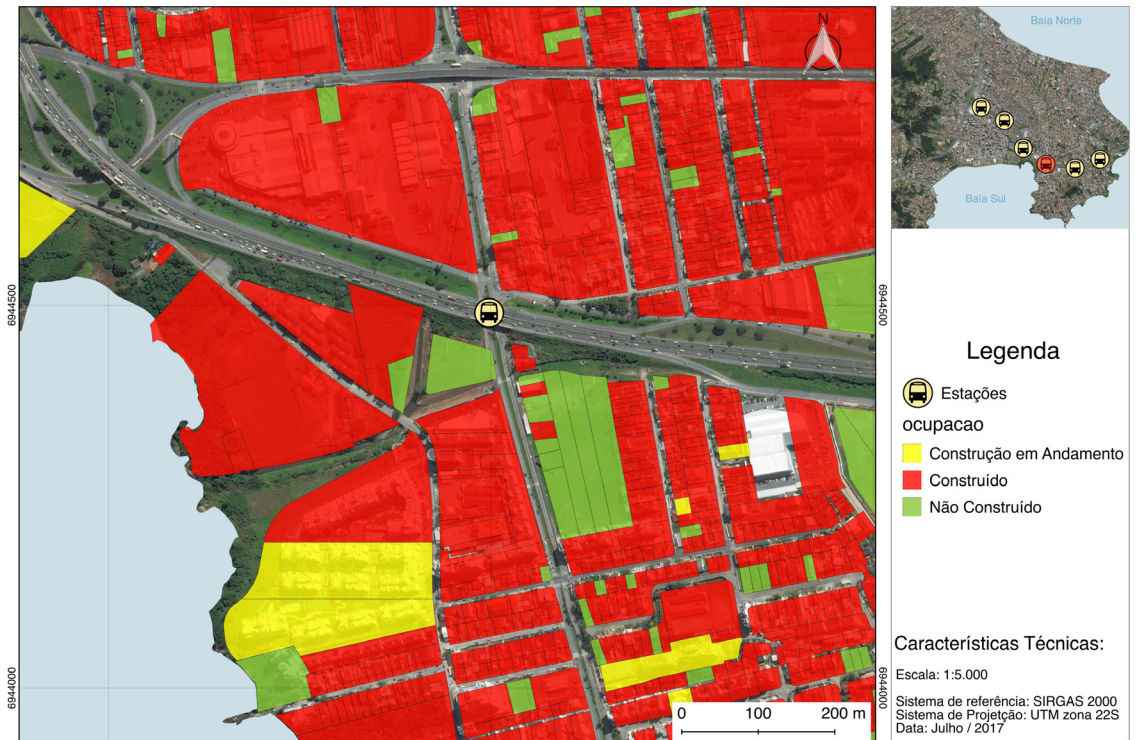 N
6944500
6944000
6944500
6944000
0 100 200 m
Baía Norte
Baía Sul
Legenda
Estações
ocupacao
Construção em Andamento
Construído
Não Construído
Características Técnicas:
Escala: 1:5.000
Sistema de referência: SIRGAS 2000
Sistema de Projetção: UTM zona 22S
Data: Julho / 2017